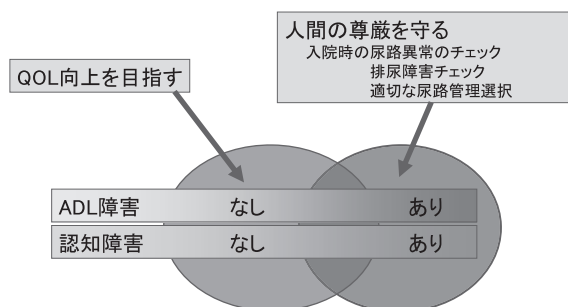 人間の尊厳を守る
入院時の尿路異常のチェック
排尿障害チェック
適切な尿路管理選択
QOL向上を目指す
ADL障害 なし あり
認知障害 なし あり